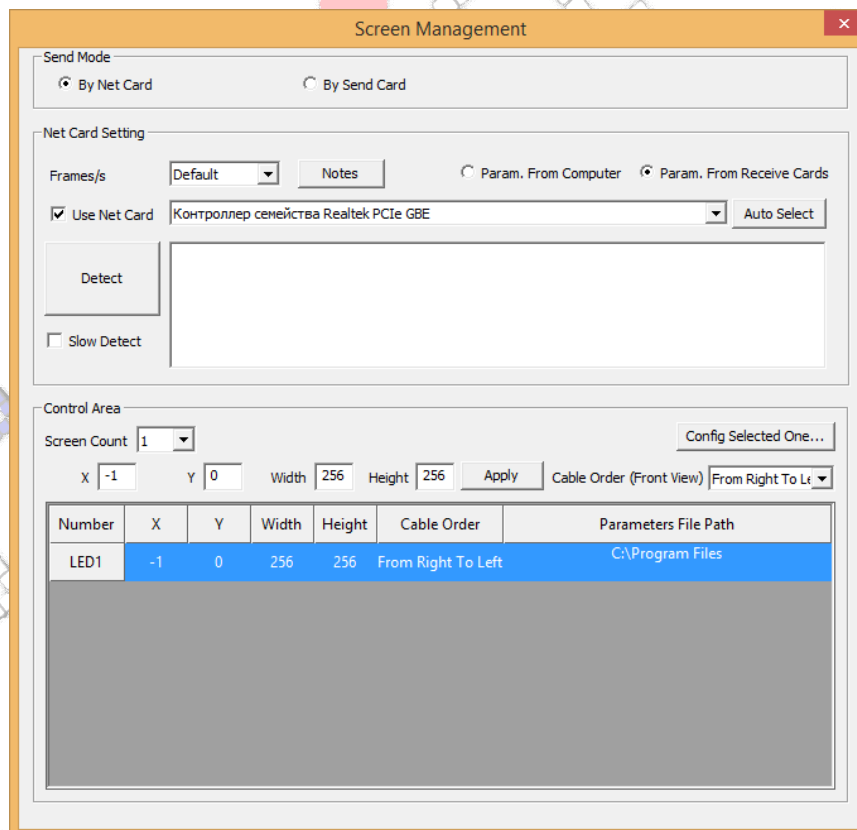 Screen Management
Send Mode
By Net Card By Send Card
Net Card Setting
Frames/s Default Notes Param. From Computer Param. From Receive Cards
Use Net Card Контроллер семейства Realtek PCIe GBE Auto Select
Detect
Slow Detect
Control Area
Screen Count 1 Config Selected One...
X -1 Y 0 Width 256 Height 256 Apply Cable Order (Front View) From Right To Le
Number X Y Width Height Cable Order Parameters File Path
LED1 -1 0 256 256 From Right To Left C:\Program Files